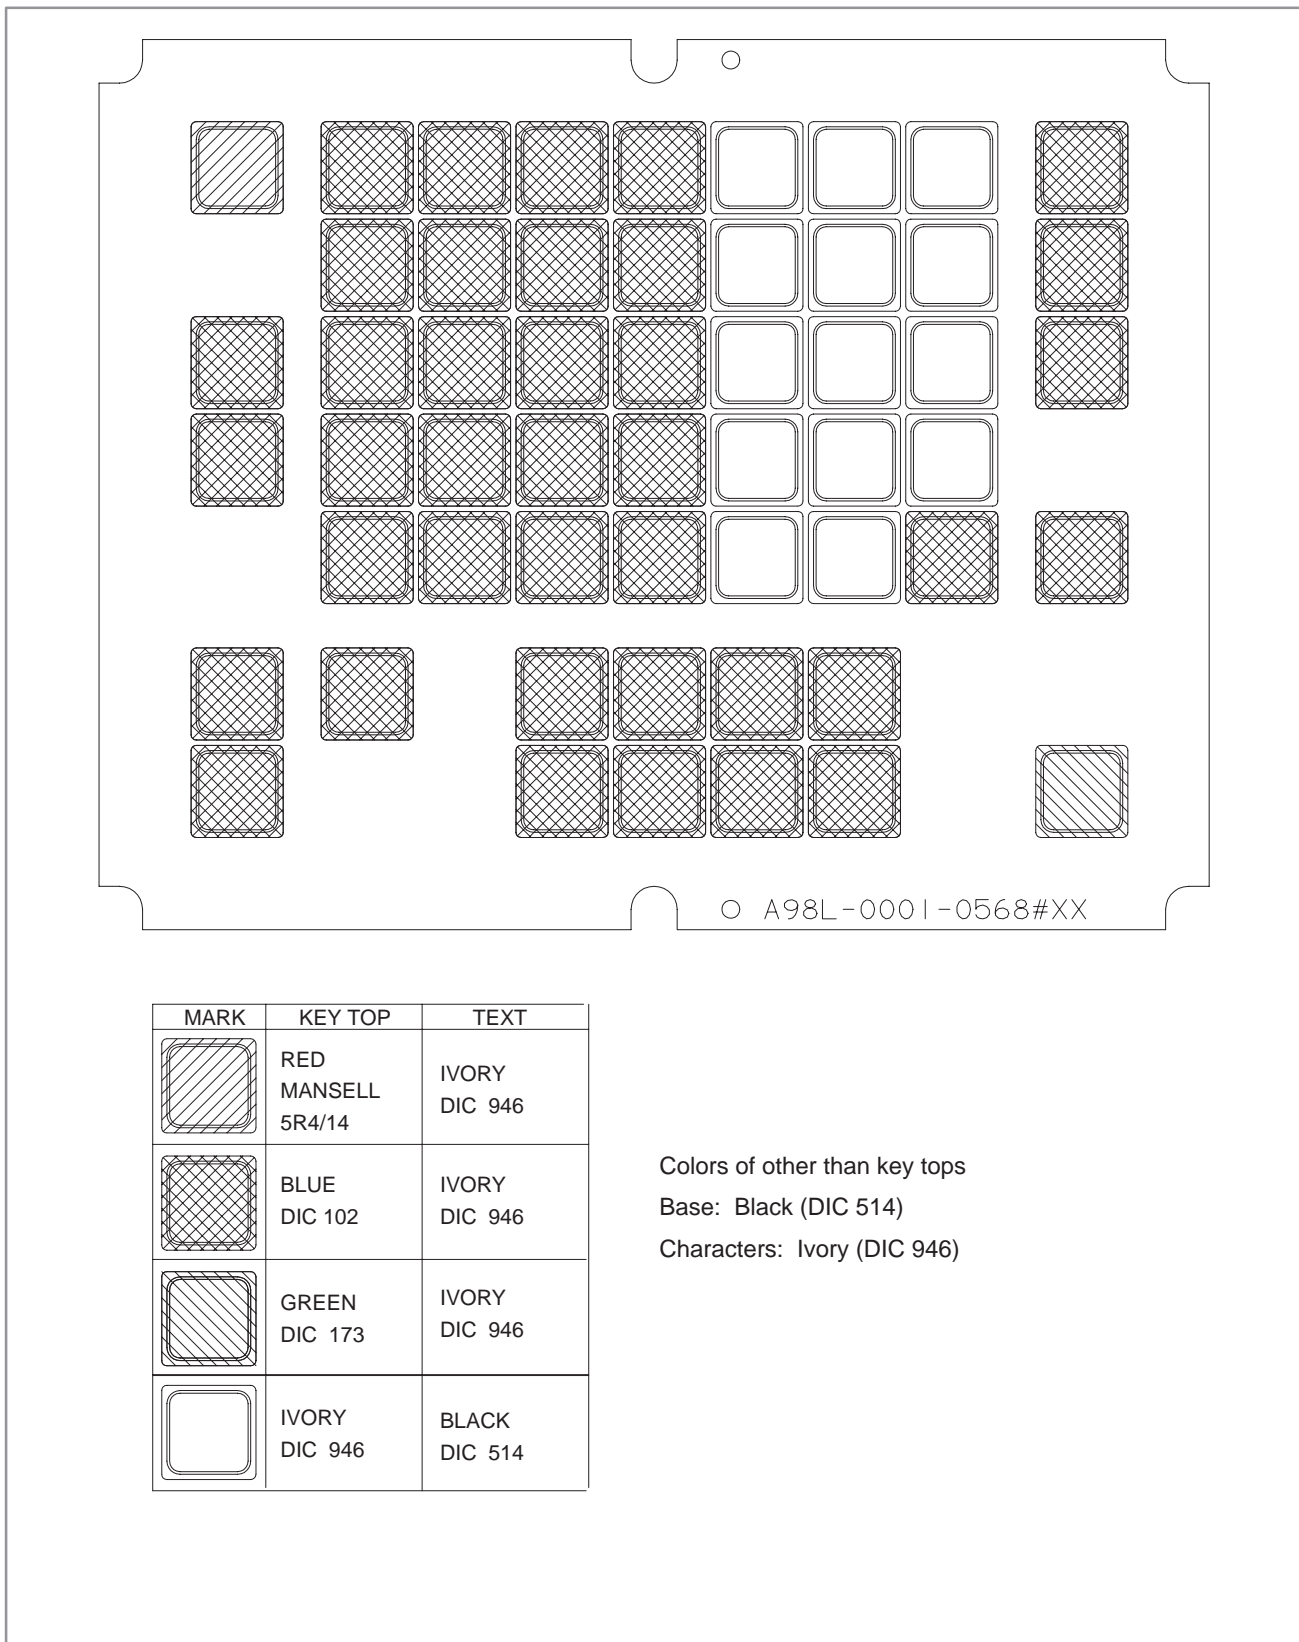 A98L-0001-0568#XX
MARK KEY TOP TEXT
RED
MANSELL
5R4/14
IVORY
DIC 946
BLUE
DIC 102
IVORY
DIC 946
GREEN
DIC 173
IVORY
DIC 946
IVORY
DIC 946
BLACK
DIC 514
Colors of other than key tops
Base: Black (DIC 514)
Characters: Ivory (DIC 946)